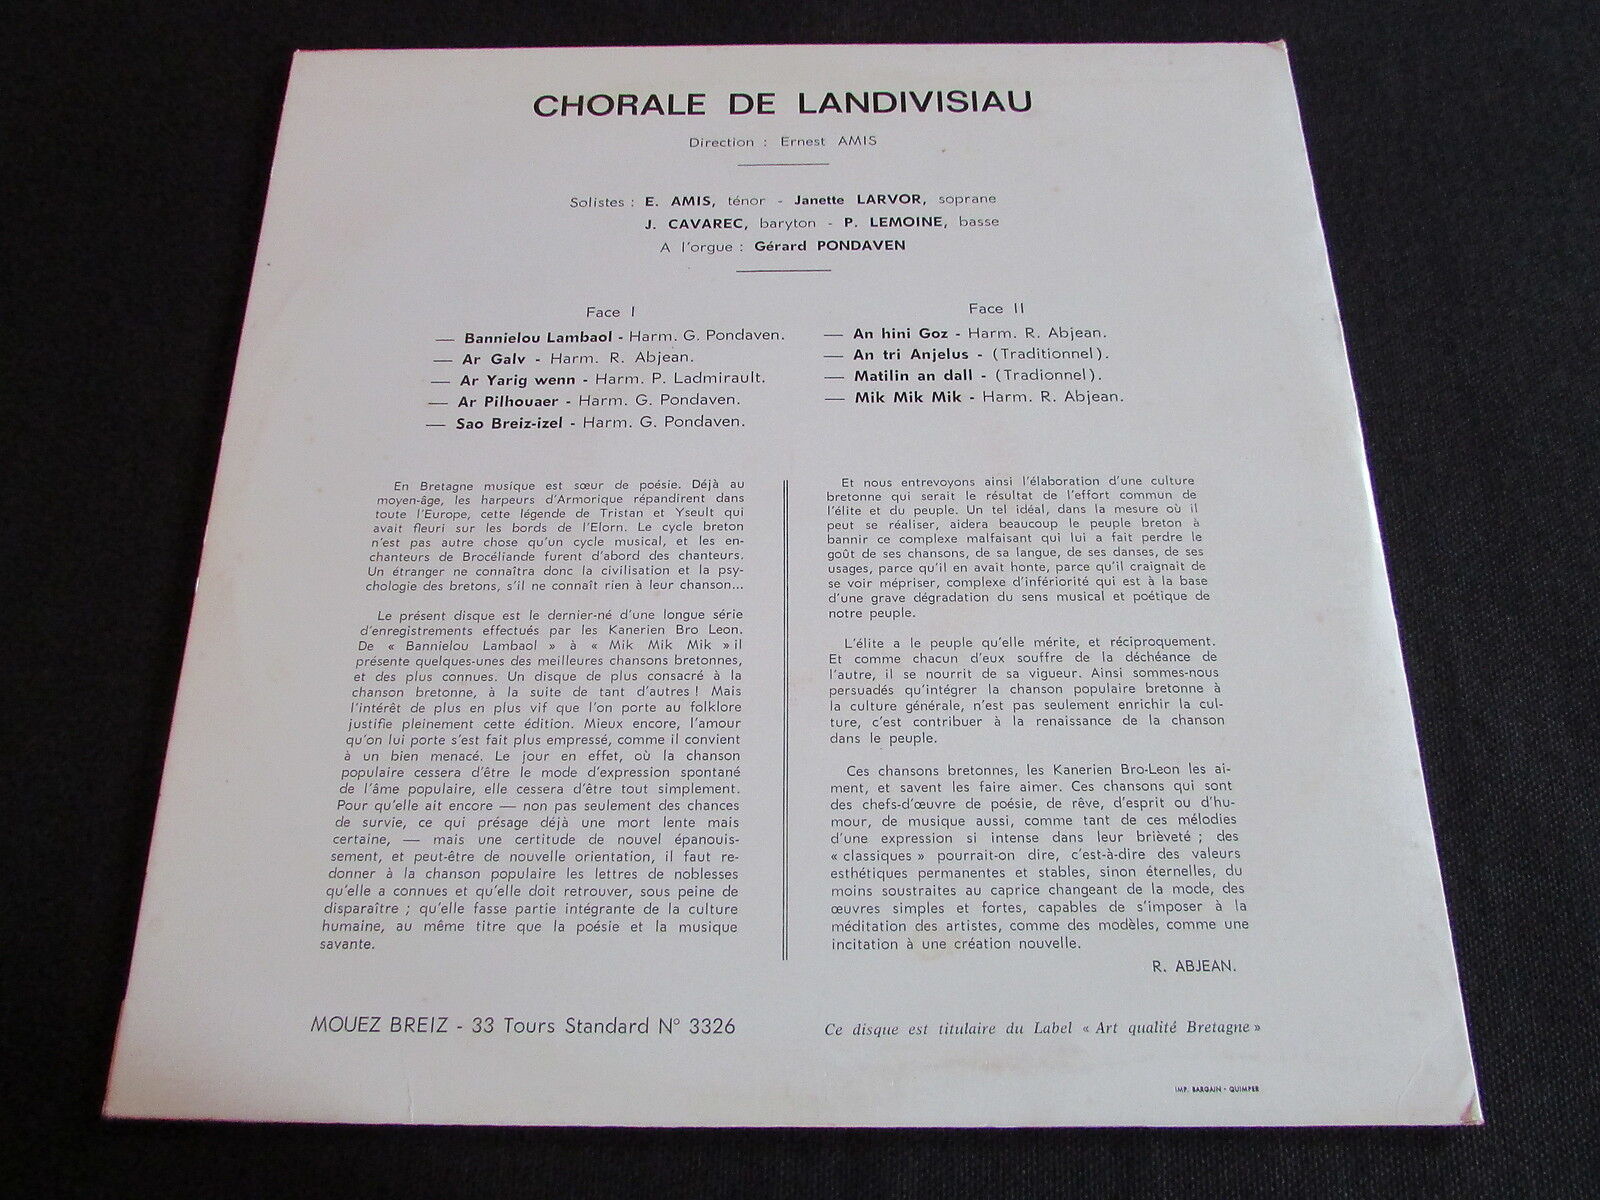 CHORALE DE LANDIVISIAU
Direction : Ernest AMIS
Solistes : E. AMIS, ténor - Janette LARVOR, soprane
J. CAVAREC, baryton - P. LEMOINE, basse
A l'orgue : Gérard PONDAVEN
Face I
— Bannielou Lambaol - Harm. G. Pondaven.
— Ar Galv - Harm. R. Abjean.
— Ar Yarig wenn - Harm. P. Ladmirault.
— Ar Pilhouaer - Harm. G. Pondaven.
— Sao Breiz-izel - Harm. G. Pondaven.
Face II
— An hini Goz - Harm. R. Abjean.
— An tri Anjelus - (Traditionnel).
— Matilin an dall - (Tradionnel).
— Mik Mik Mik - Harm. R. Abjean.
En Bretagne musique est sœur de poésie. Déjà au
moyen-âge, les harpeurs d'Armorique répandirent dans
toute l'Europe, cette légende de Tristan et Yseult qui
avait fleuri sur les bords de l'Elorn. Le cycle breton
n'est pas autre chose qu'un cycle musical, et les en-
chanteurs de Brocéliande furent d'abord des chanteurs.
Un étranger ne connaîtra donc la civilisation et la psy-
chologie des bretons, s'il ne connaît rien à leur chanson...
Le présent disque est le dernier-né d'une longue série
d'enregistrements effectués par les Kanerien Bro Leon.
De « Bannielou Lambaol » à « Mik Mik Mik » il
présente quelques-unes des meilleures chansons bretonnes,
et des plus connues. Un disque de plus consacré à la
chanson bretonne, à la suite de tant d'autres ! Mais
l'intérêt de plus en plus vif que l'on porte au folklore
justifie pleinement cette édition. Mieux encore, l'amour
qu'on lui porte s'est fait plus empressé, comme il convient
à un bien menacé. Le jour en effet, où la chanson
populaire cessera d'être le mode d'expression spontané
de l'âme populaire, elle cessera d'être tout simplement.
Pour qu'elle ait encore — non pas seulement des chances
de survie, ce qui présage déjà une mort lente mais
certaine, — mais une certitude de nouvel épanouis-
sement, et peut-être de nouvelle orientation, il faut re-
donner à la chanson populaire les lettres de noblesses
qu'elle a connues et qu'elle doit retrouver, sous peine de
disparaître ; qu'elle fasse partie intégrante de la culture
humaine, au même titre que la poésie et la musique
savante.
Et nous entrevoyons ainsi l'élaboration d'une culture
bretonne qui serait le résultat de l'effort commun de
l'élite et du peuple. Un tel idéal, dans la mesure où il
peut se réaliser, aidera beaucoup le peuple breton à
bannir ce complexe malfaisant qui lui a fait perdre le
goût de ses chansons, de sa langue, de ses danses, de ses
usages, parce qu'il en avait honte, parce qu'il craignait de
se voir mépriser, complexe d'infériorité qui est à la base
d'une grave dégradation du sens musical et poétique de
notre peuple.
L'élite a le peuple qu'elle mérite, et réciproquement.
Et comme chacun d'eux souffre de la déchéance de
l'autre, il se nourrit de sa vigueur. Ainsi sommes-nous
persuadés qu'intégrer la chanson populaire bretonne à
la culture générale, n'est pas seulement enrichir la cul-
ture, c'est contribuer à la renaissance de la chanson
dans le peuple.
Ces chansons bretonnes, les Kanerien Bro-Leon les ai-
ment, et savent les faire aimer. Ces chansons qui sont
des chefs-d'œuvre de poésie, de rêve, d'esprit ou d'hu-
mour, de musique aussi, comme tant de ces mélodies
d'une expression si intense dans leur brièveté ; des
« classiques » pourrait-on dire, c'est-à-dire des valeurs
esthétiques permanentes et stables, sinon éternelles, du
moins soustraites au caprice changeant de la mode, des
œuvres simples et fortes, capables de s'imposer à la
méditation des artistes, comme des modèles, comme une
incitation à une création nouvelle.
R. ABJEAN.
MOUEZ BREIZ - 33 Tours Standard N° 3326
Ce disque est titulaire du Label « Art qualité Bretagne »
IMP. BARGAIN - QUIMPER